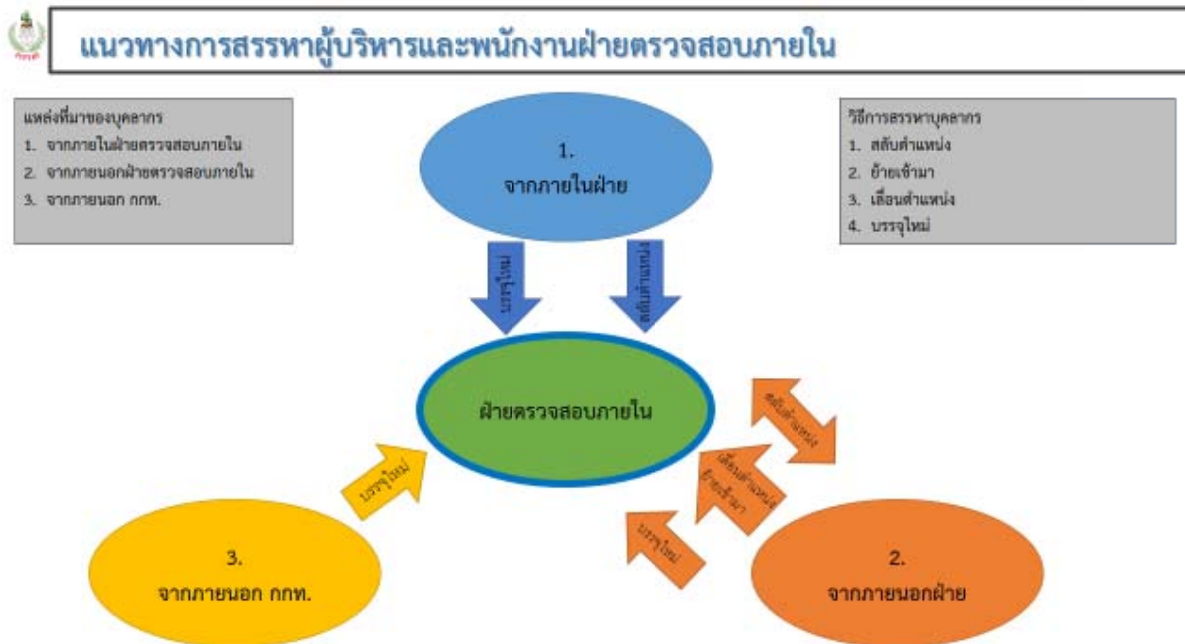 แนวทางการสรรหาผู้บริหารและพนักงานฝ่ายตรวจสอบภายใน
แหล่งที่มาของบุคลากร
1. จากภายในฝ่ายตรวจสอบภายใน
2. จากภายนอกฝ่ายตรวจสอบภายใน
3. จากภายนอก กกท.
วิธีการสรรหาบุคลากร
1. สลับตำแหน่ง
2. ย้ายเข้ามา
3. เลื่อนตำแหน่ง
4. บรรจุใหม่
1.
จากภายในฝ่าย
บรรจุใหม่
สลับตำแหน่ง
ฝ่ายตรวจสอบภายใน
สลับตำแหน่ง
เลื่อนตำแหน่ง
ย้ายเข้ามา
บรรจุใหม่
บรรจุใหม่
3.
จากภายนอก กกท.
2.
จากภายนอกฝ่าย